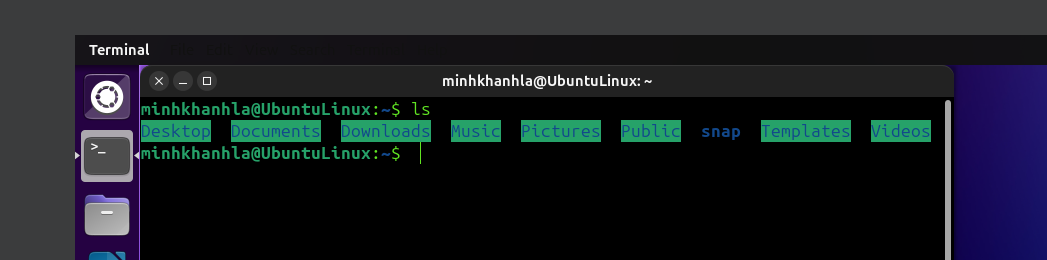 Terminal
minhkhanhla@UbuntuLinux: ~
minhkhanhla@UbuntuLinux:~$ ls
Desktop Documents Downloads Music Pictures Public snap Templates Videos
minhkhanhla@UbuntuLinux:~$